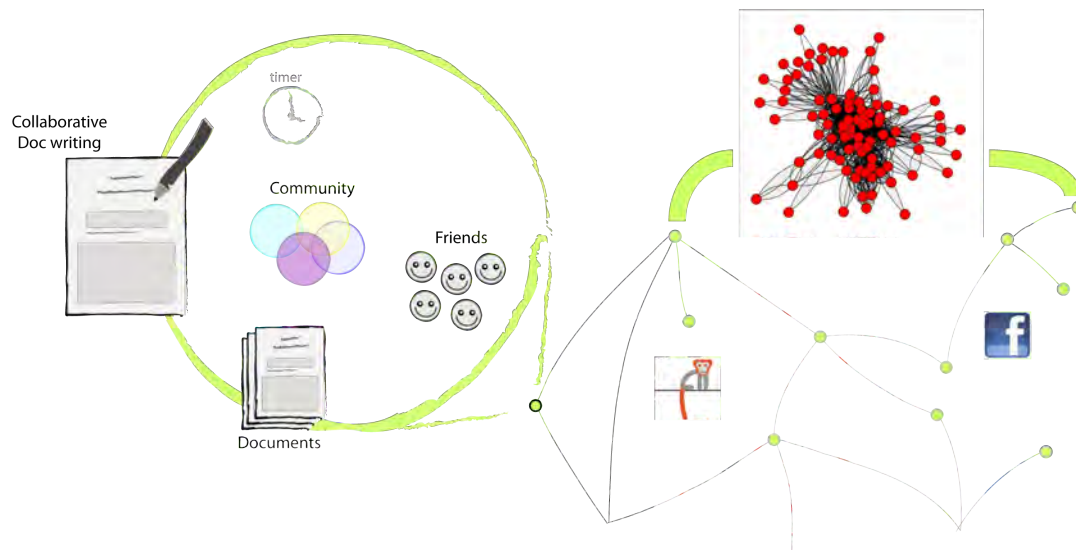 timer
Collaborative
Doc writing
Community
Friends
Documents
f